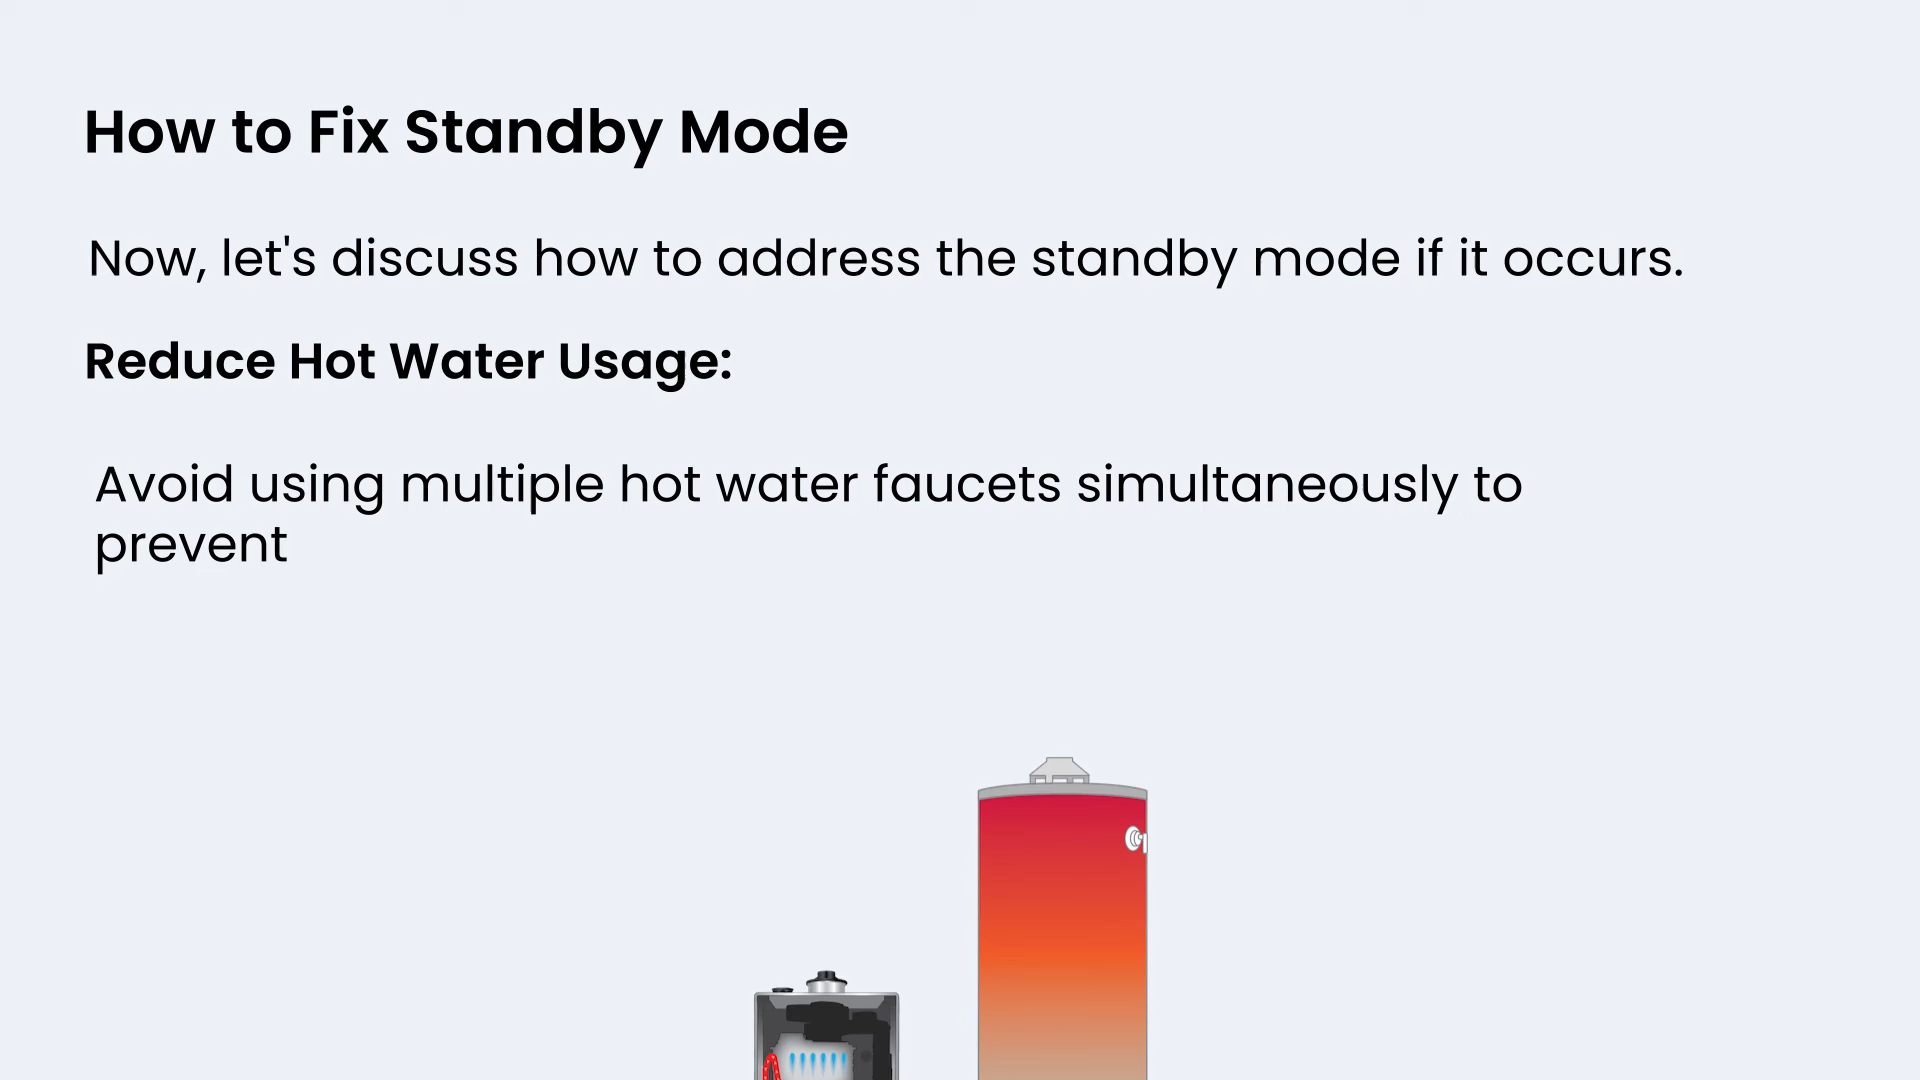 How to Fix Standby Mode
Now, let's discuss how to address the standby mode if it occurs.
Reduce Hot Water Usage:
Avoid using multiple hot water faucets simultaneously to
prevent